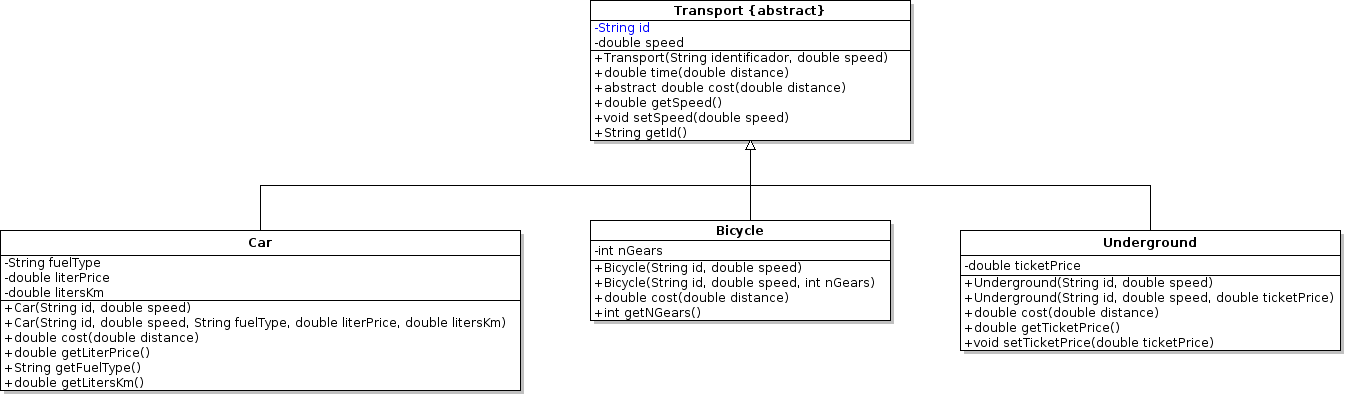 Transport {abstract}
-String id
-double speed
+Transport(String identificador, double speed)
+double time(double distance)
+abstract double cost(double distance)
+double getSpeed()
+void setSpeed(double speed)
+String getId()
Car
-String fuelType
-double literPrice
-double litersKm
+Car(String id, double speed)
+Car(String id, double speed, String fuelType, double literPrice, double litersKm)
+double cost(double distance)
+double getLiterPrice()
+String getFuelType()
+double getLitersKm()
Bicycle
-int nGears
+Bicycle(String id, double speed)
+Bicycle(String id, double speed, int nGears)
+double cost(double distance)
+int getNGears()
Underground
-double ticketPrice
+Underground(String id, double speed)
+Underground(String id, double speed, double ticketPrice)
+double cost(double distance)
+double getTicketPrice()
+void setTicketPrice(double ticketPrice)